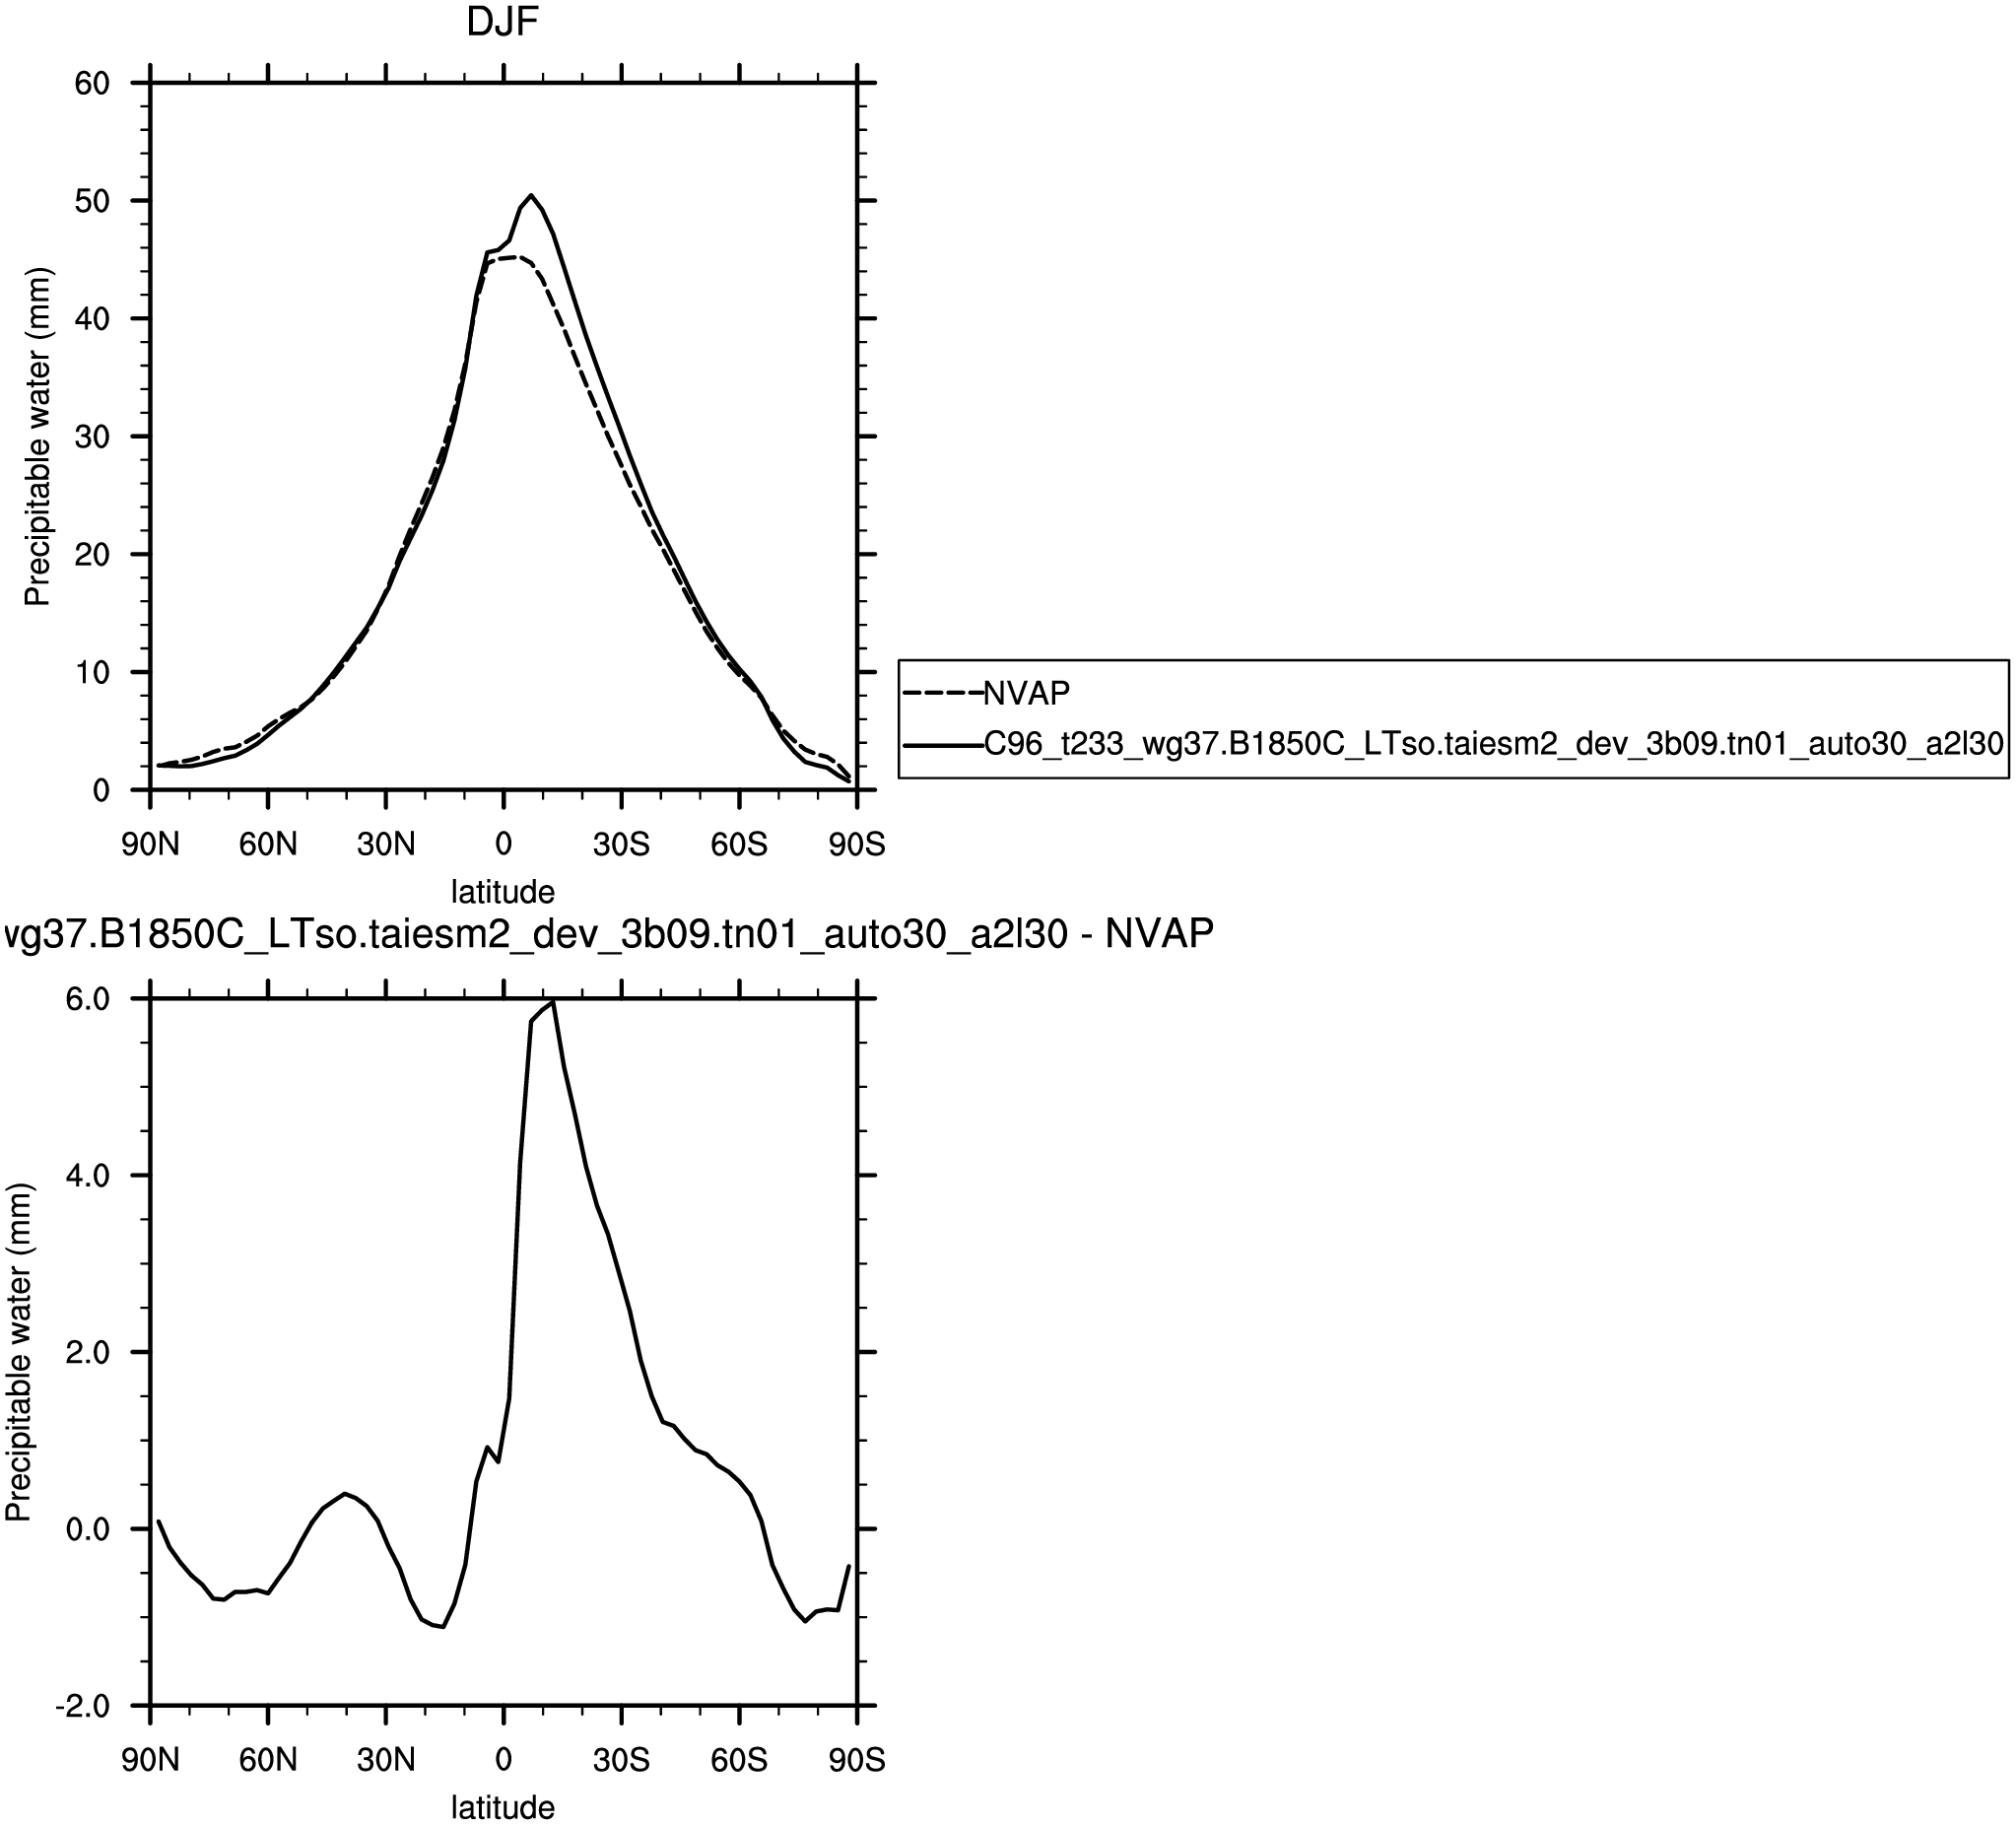 DJF
60
50
40
30
20
10
0
Precipitable water (mm)
90N 60N 30N 0 30S 60S 90S
latitude
NVAP
C96_t233_wg37.B1850C_LTso.taiesm2_dev_3b09.tn01_auto30_a2l30
wg37.B1850C_LTso.taiesm2_dev_3b09.tn01_auto30_a2l30 - NVAP
6.0
4.0
2.0
0.0
-2.0
Precipitable water (mm)
90N 60N 30N 0 30S 60S 90S
latitude